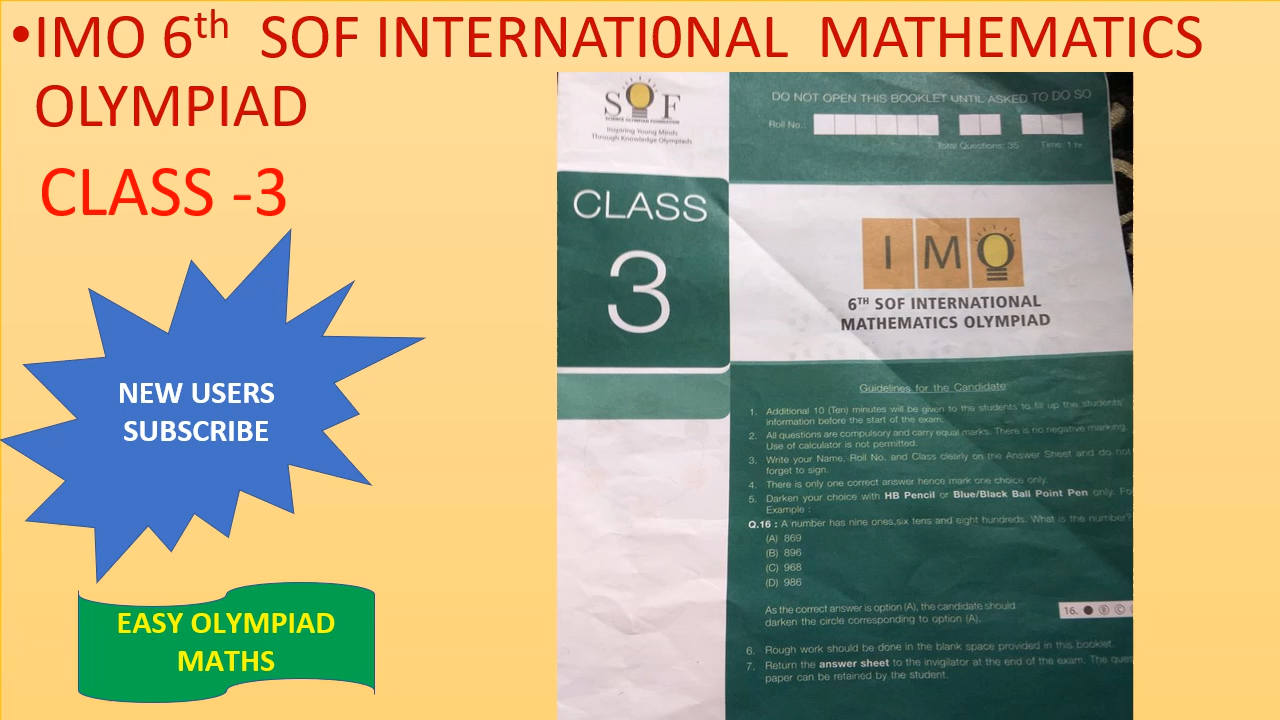 •IMO 6th SOF INTERNATI0NAL MATHEMATICS
OLYMPIAD
CLASS -3
NEW USERS
SUBSCRIBE
EASY OLYMPIAD
MATHS
SOF
SCIENCE OLYMPIAD FOUNDATION
Inspiring Young Minds
Through Knowledge Olympiads
CLASS
3
DO NOT OPEN THIS BOOKLET UNTIL ASKED TO DO SO
Roll No.:
Total Questions: 35 Time: 1 hr.
IMO
6TH SOF INTERNATIONAL
MATHEMATICS OLYMPIAD
Guidelines for the Candidate
1. Additional 10 (Ten) minutes will be given to the students to fill up the students'
information before the start of the exam.
2. All questions are compulsory and carry equal marks. There is no negative marking.
Use of calculator is not permitted.
3. Write your Name, Roll No. and Class clearly on the Answer Sheet and do not
forget to sign.
4. There is only one correct answer hence mark one choice only.
5. Darken your choice with HB Pencil or Blue/Black Ball Point Pen only. Fo
Example :
Q.16 : A number has nine ones,six tens and eight hundreds. What is the number?
(A) 869
(B) 896
(C) 968
(D) 986
As the correct answer is option (A), the candidate should
darken the circle corresponding to option (A).
16. ● B C
6. Rough work should be done in the blank space provided in this booklet.
7. Return the answer sheet to the invigilator at the end of the exam. The ques
paper can be retained by the student.